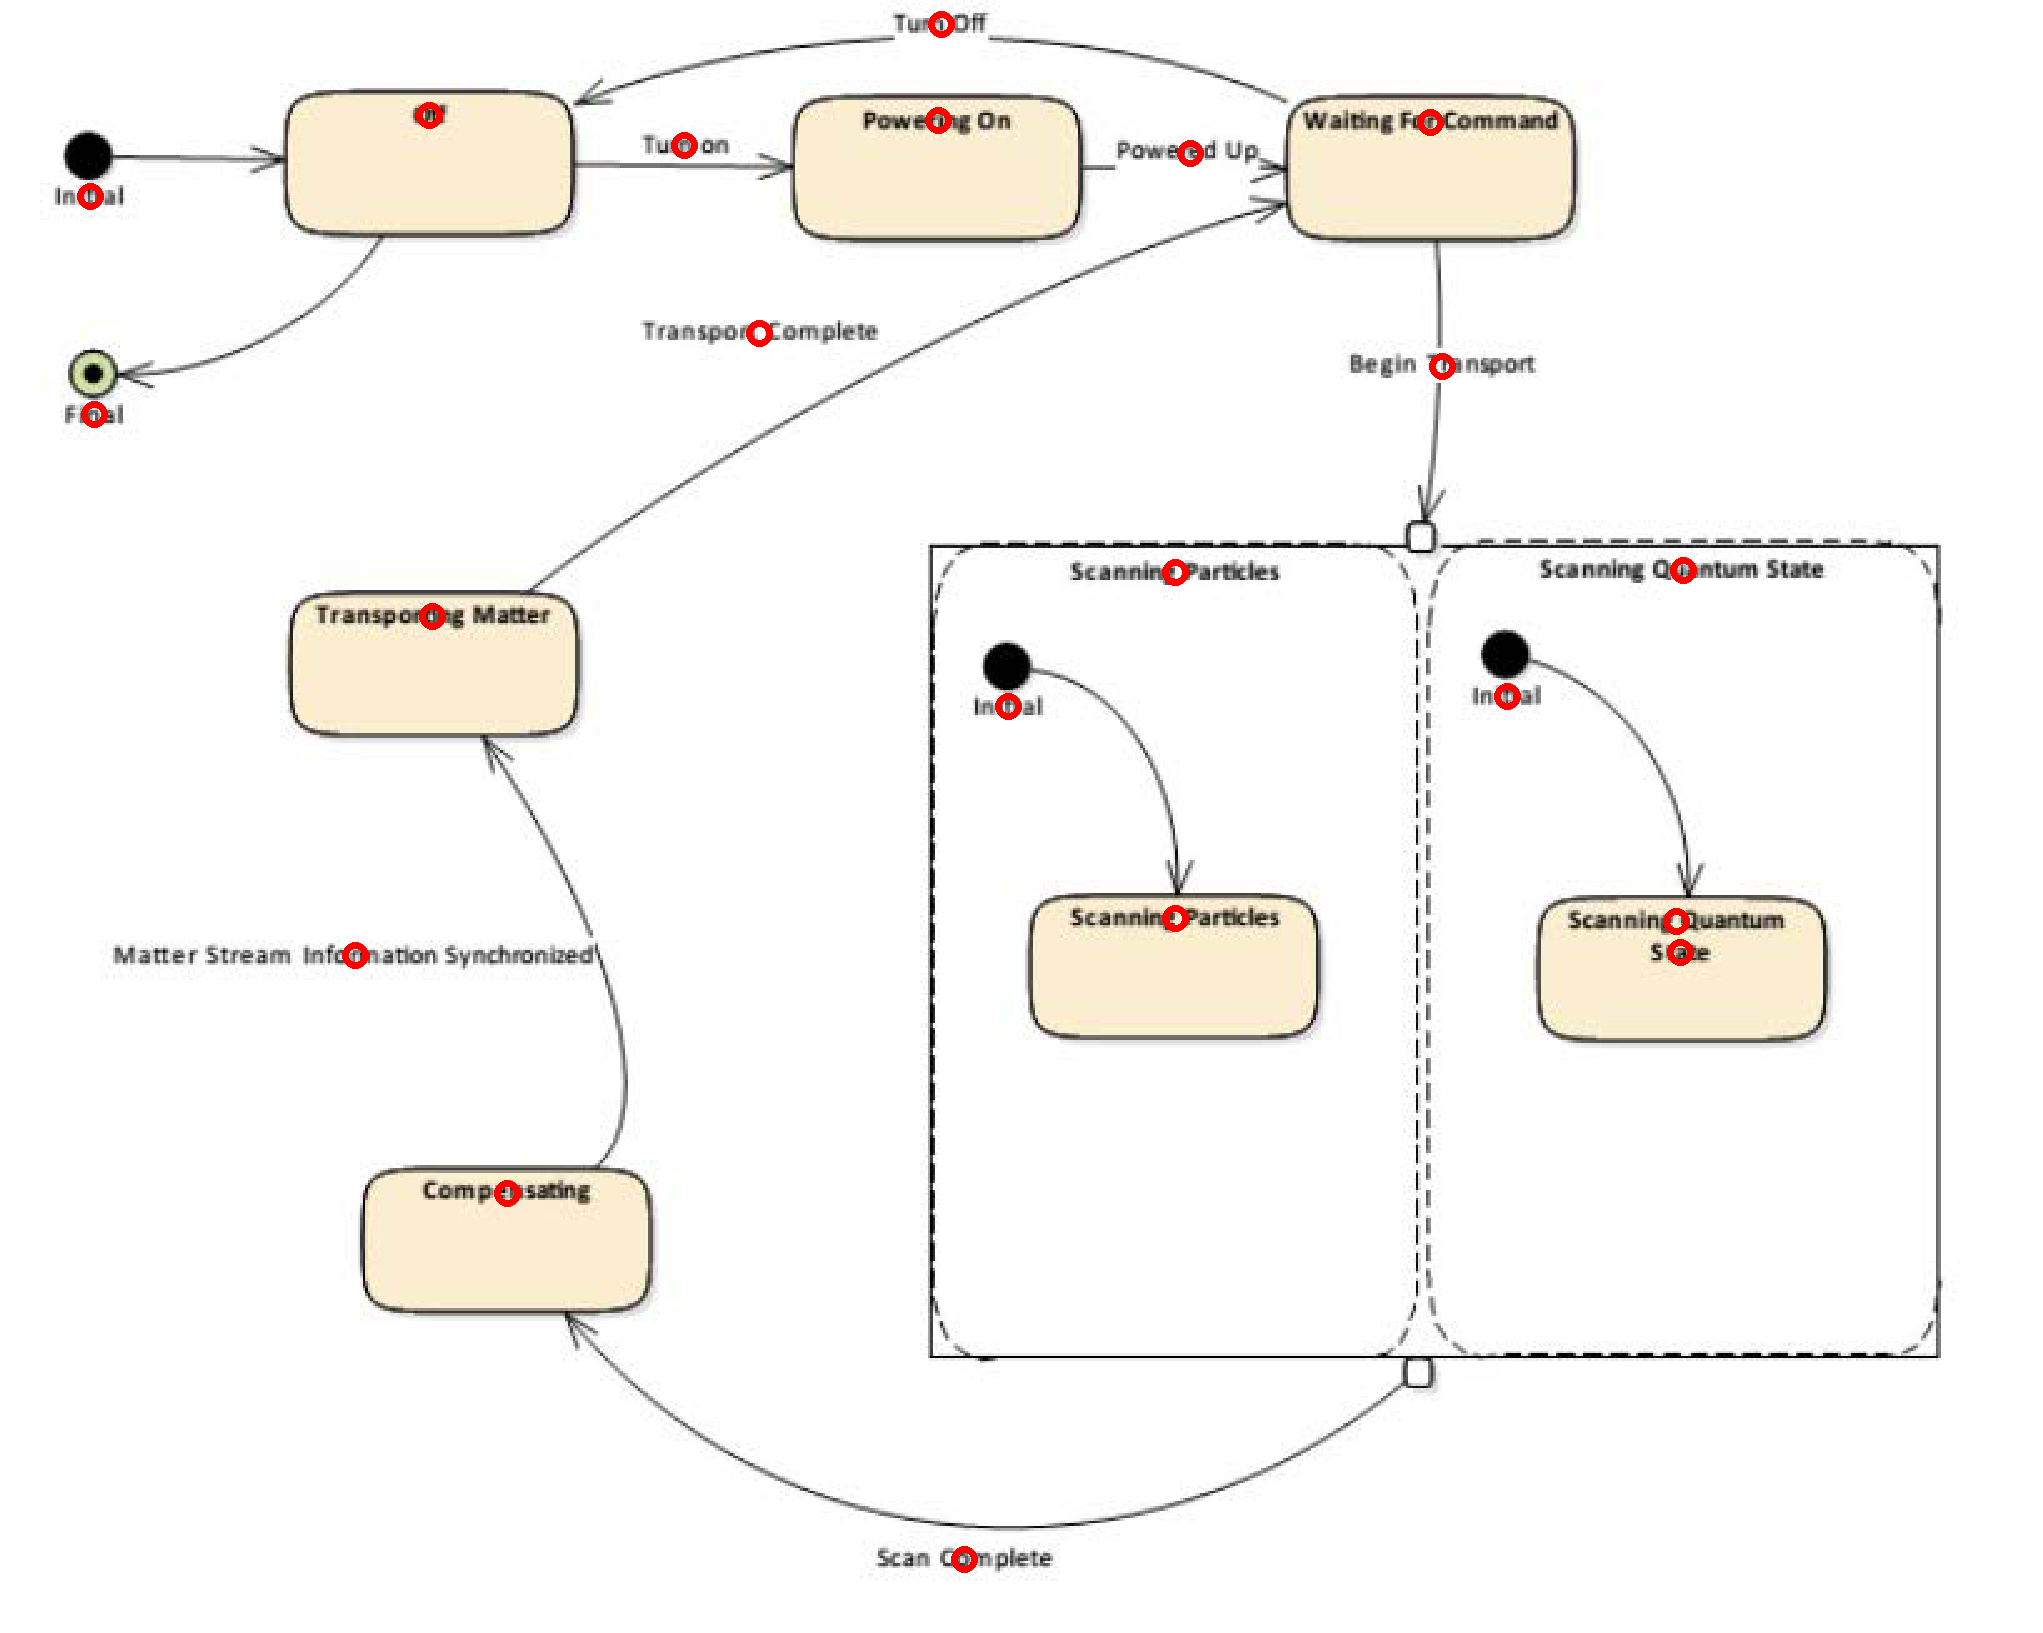 Turn Off
Off
Powering On
Waiting For Command
Turn on
Powered Up
Initial
Transport Complete
Begin Transport
Final
Scanning Particles
Scanning Quantum State
Transporting Matter
Initial
Initial
Scanning Particles
Scanning Quantum
State
Matter Stream Information Synchronized
Compensating
Scan Complete